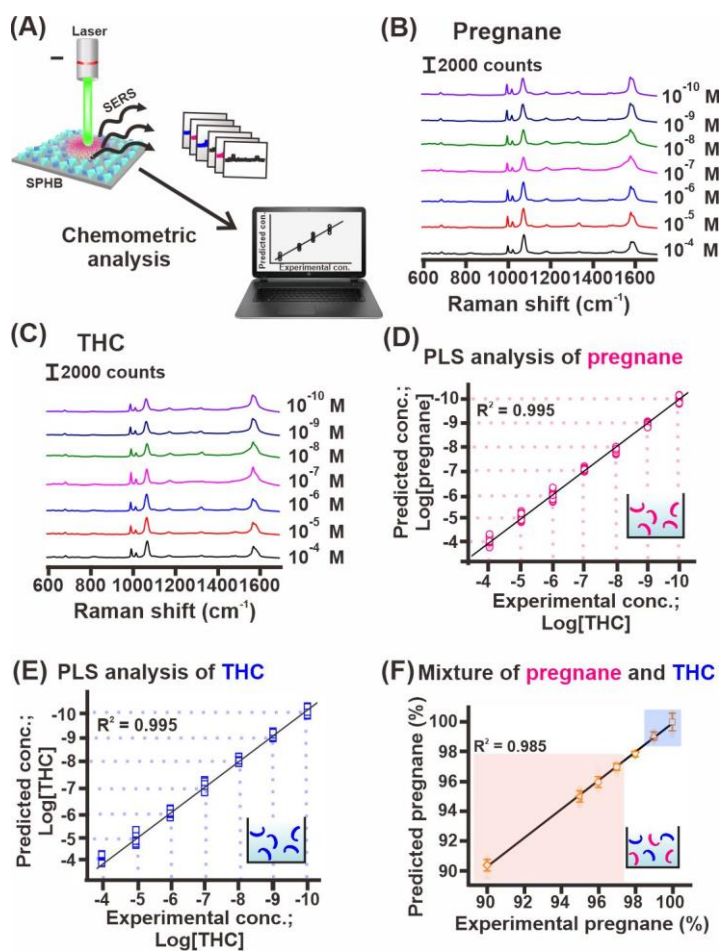 (A)
Laser
SERS
SPHB
Chemometric
analysis
Predicted con.
Experimental con.
(B) Pregnane
2000 counts
10⁻¹⁰ M
10⁻⁹ M
10⁻⁸ M
10⁻⁷ M
10⁻⁶ M
10⁻⁵ M
10⁻⁴ M
600 800 1000 1200 1400 1600
Raman shift (cm⁻¹)
(C) THC
2000 counts
10⁻¹⁰ M
10⁻⁹ M
10⁻⁸ M
10⁻⁷ M
10⁻⁶ M
10⁻⁵ M
10⁻⁴ M
600 800 1000 1200 1400 1600
Raman shift (cm⁻¹)
(D)
PLS analysis of pregnane
R² = 0.995
Predicted conc.;
Log[pregnane]
-10
-9
-8
-7
-6
-5
-4
-4 -5 -6 -7 -8 -9 -10
Experimental conc.;
Log[THC]
(E) PLS analysis of THC
R² = 0.995
Predicted conc.;
Log[THC]
-10
-9
-8
-7
-6
-5
-4
-4 -5 -6 -7 -8 -9 -10
Experimental conc.;
Log[THC]
(F) Mixture of pregnane and THC
R² = 0.985
Predicted pregnane (%)
100
98
96
94
92
90
90 92 94 96 98 100
Experimental pregnane (%)